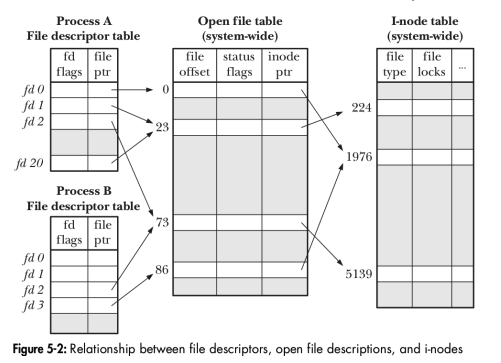 Process A
File descriptor table
fd
flags
file
ptr
fd 0
fd 1
fd 2
fd 20
Process B
File descriptor table
fd
flags
file
ptr
fd 0
fd 1
fd 2
fd 3
Open file table
(system-wide)
file
offset
status
flags
inode
ptr
0
23
73
86
I-node table
(system-wide)
file
type
file
locks
...
224
1976
5139
Figure 5-2: Relationship between file descriptors, open file descriptions, and i-nodes